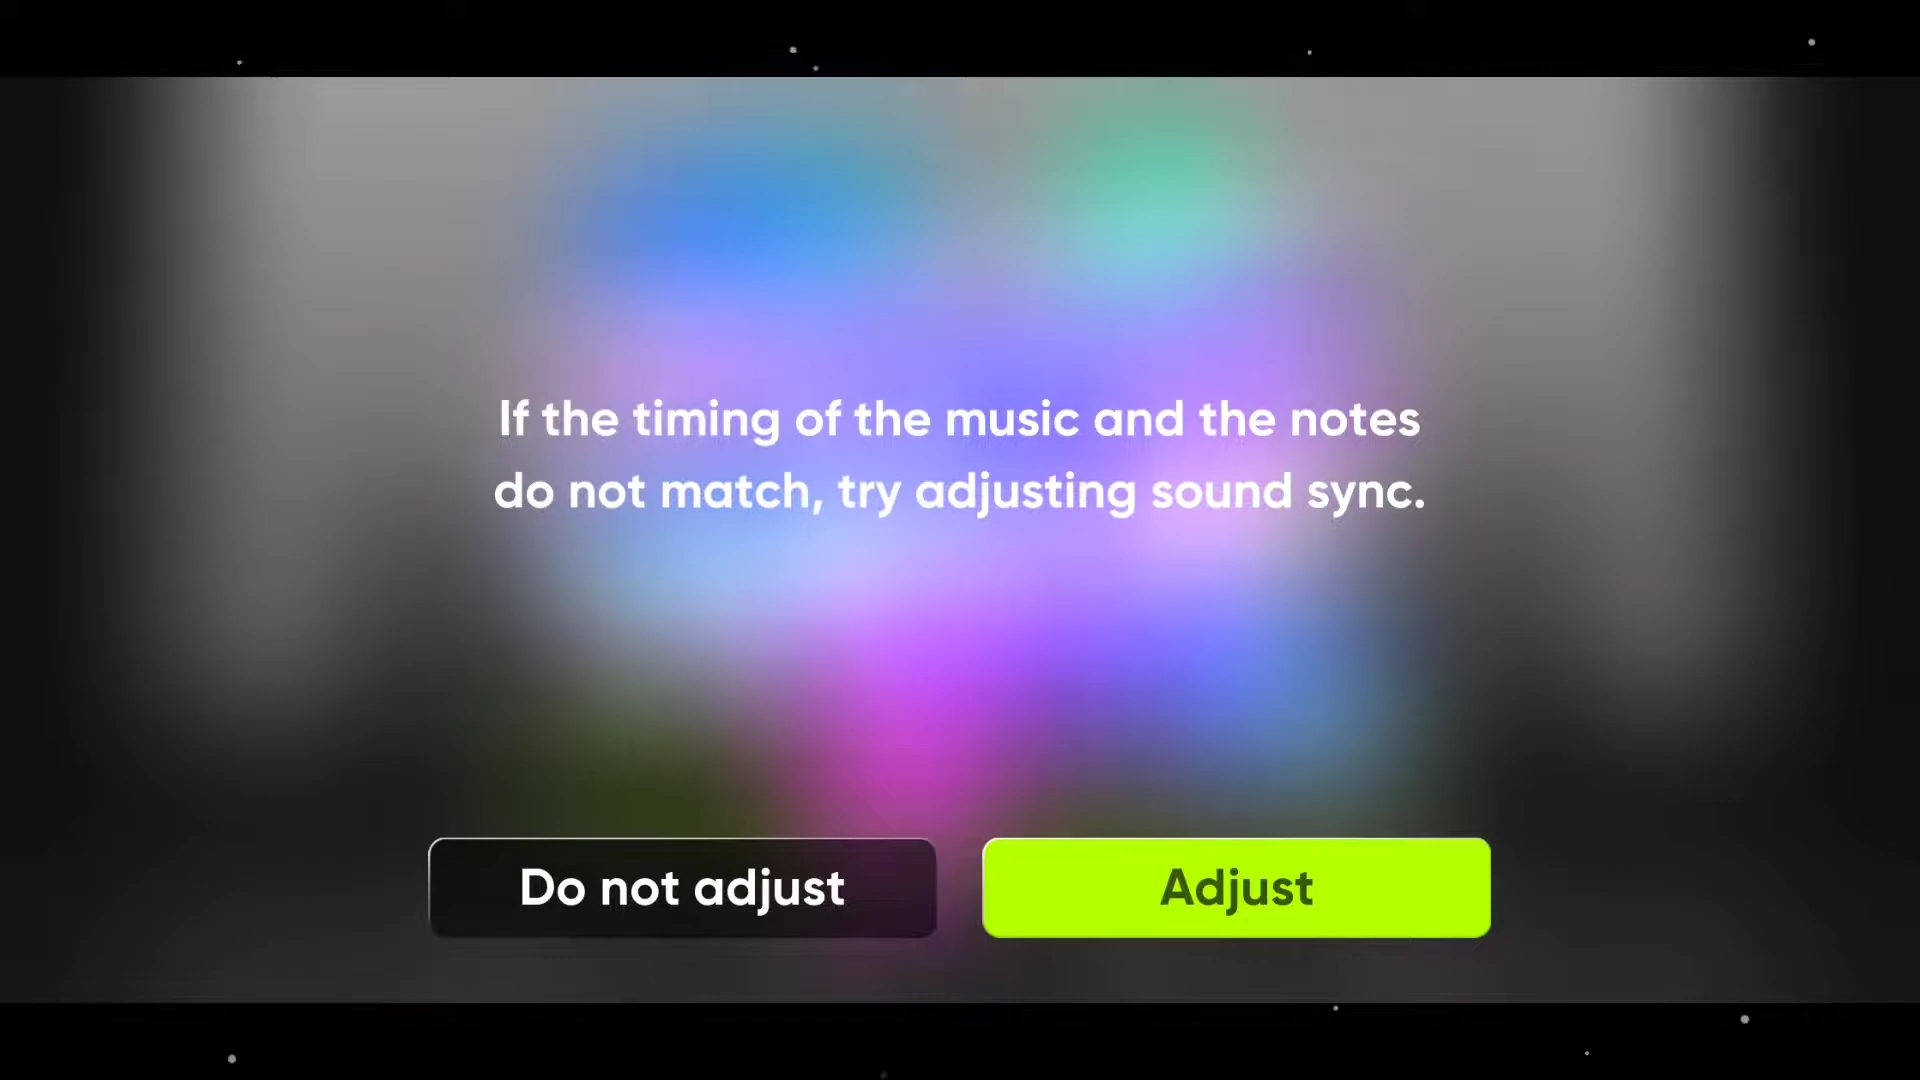 If the timing of the music and the notes
do not match, try adjusting sound sync.
Do not adjust
Adjust